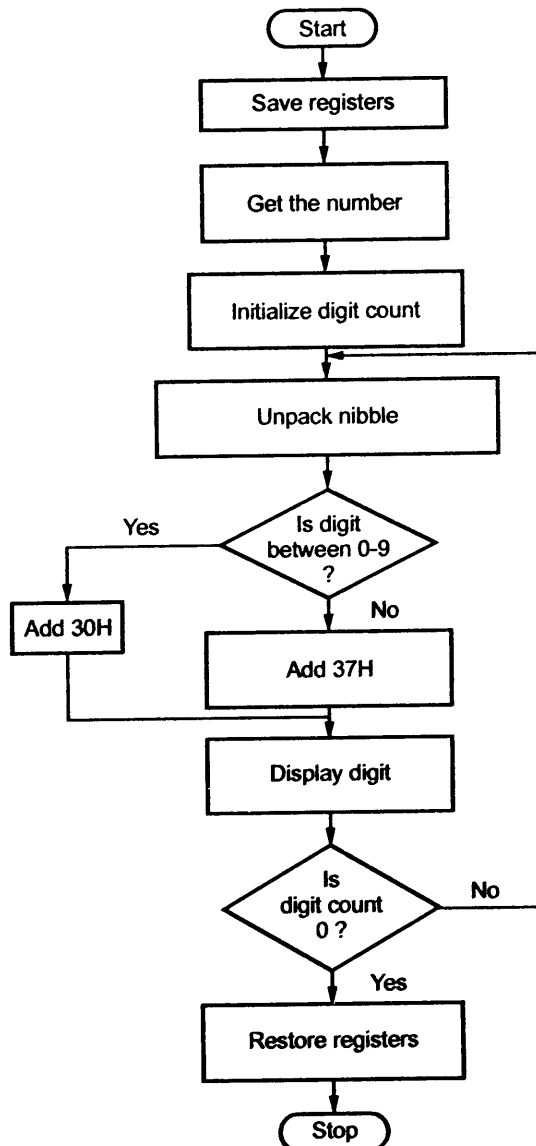 Start
Save registers
Get the number
Initialize digit count
Unpack nibble
Is digit
between 0-9
?
Yes
No
Add 30H
Add 37H
Display digit
Is
digit count
0 ?
No
Yes
Restore registers
Stop